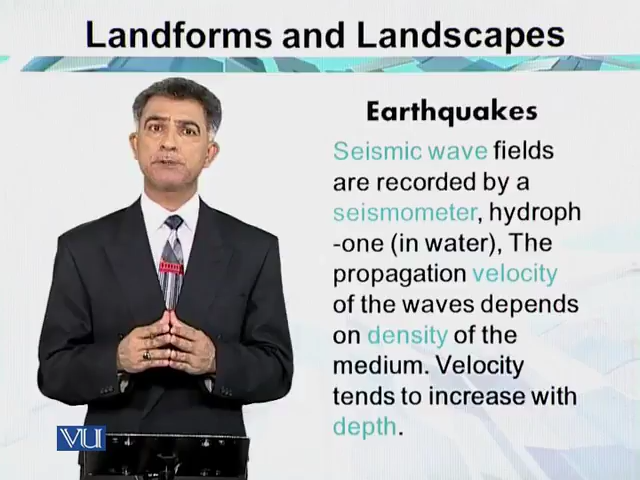 Landforms and Landscapes
Earthquakes
Seismic wave fields
are recorded by a
seismometer, hydroph
-one (in water), The
propagation velocity
of the waves depends
on density of the
medium. Velocity
tends to increase with
depth.
VU